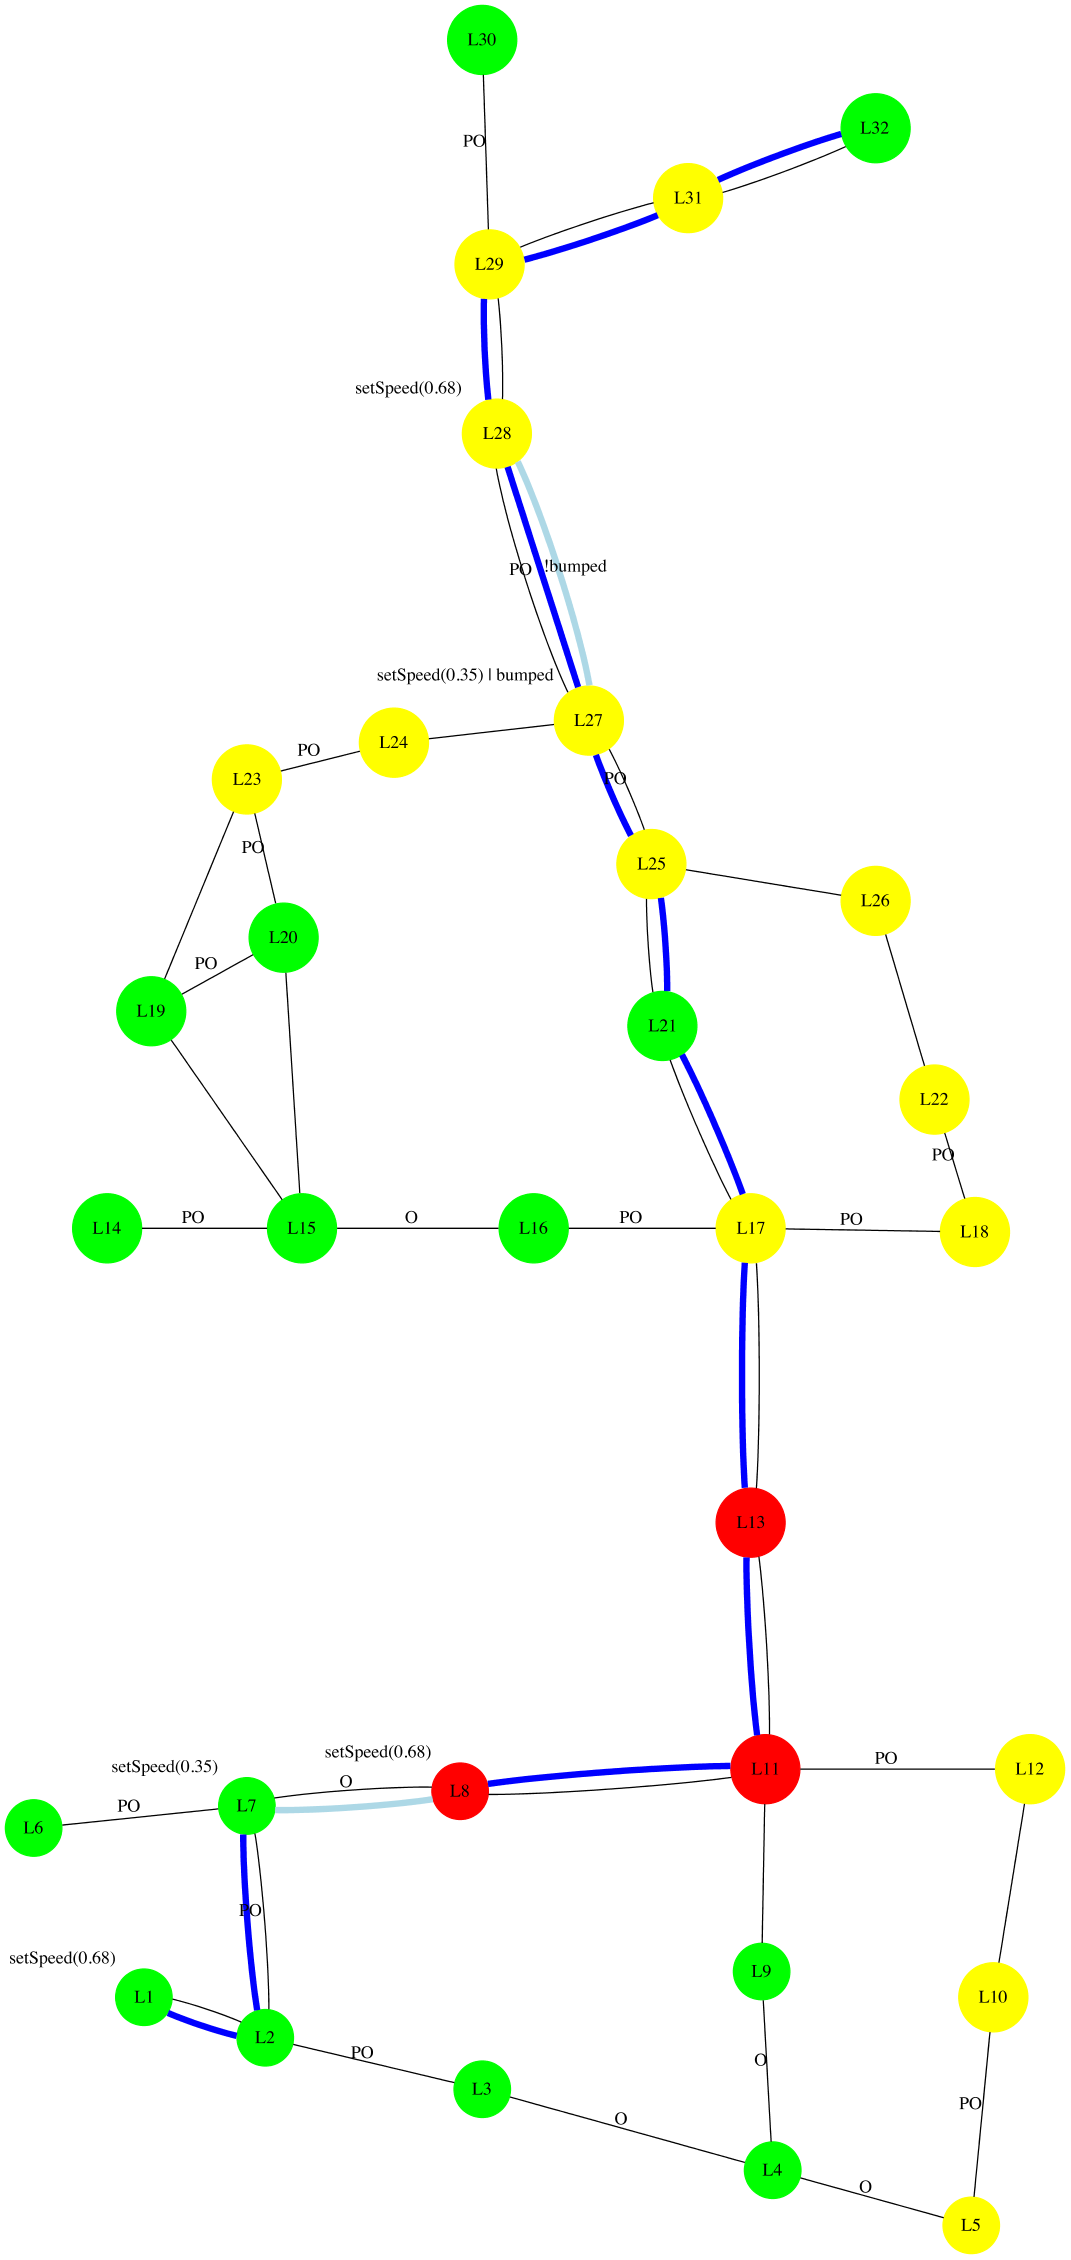 L30
L32
PO
L31
L29
setSpeed(0.68)
L28
PO
!bumped
setSpeed(0.35) | bumped
L27
L24
PO
L23
PO
PO
L25
L26
L20
PO
L19
L21
L22
PO
L14
PO
L15
O
L16
PO
L17
PO
L18
L13
setSpeed(0.68)
setSpeed(0.35)
PO
L11
L12
O
L8
PO
L7
L6
PO
setSpeed(0.68)
L9
L1
L10
L2
PO
O
L3
PO
O
L4
O
L5